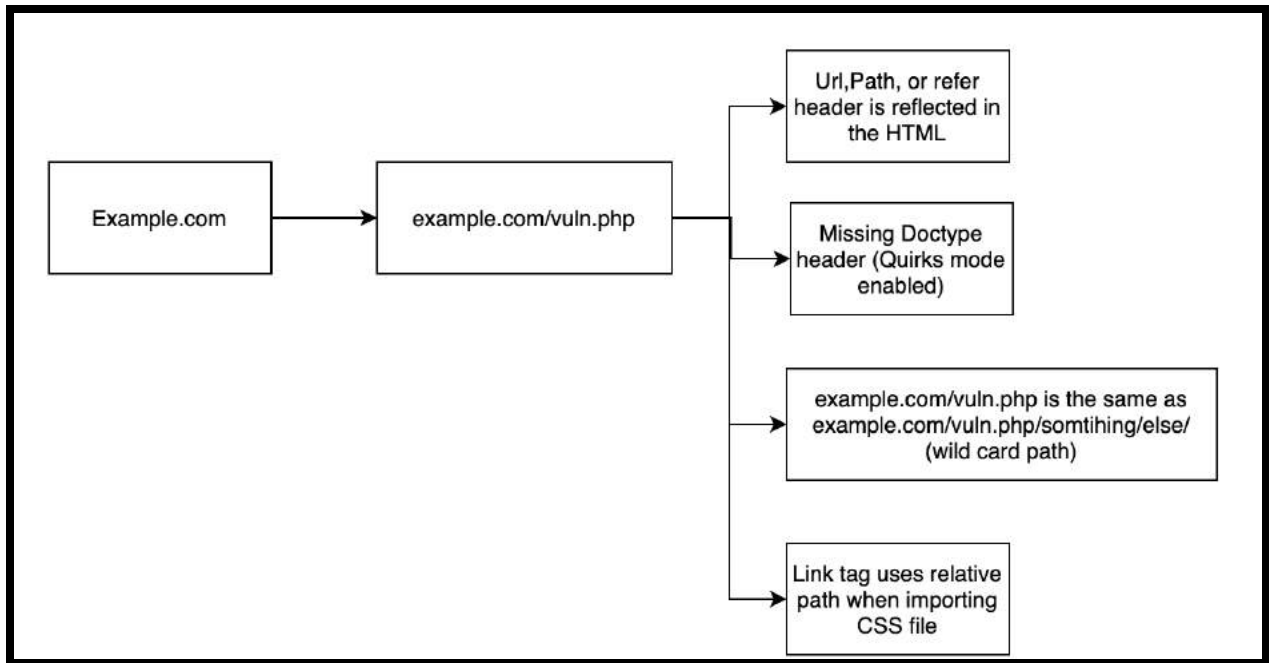 Example.com
example.com/vuln.php
Url,Path, or refer
header is reflected in
the HTML
Missing Doctype
header (Quirks mode
enabled)
example.com/vuln.php is the same as
example.com/vuln.php/somtihing/else/
(wild card path)
Link tag uses relative
path when importing
CSS file